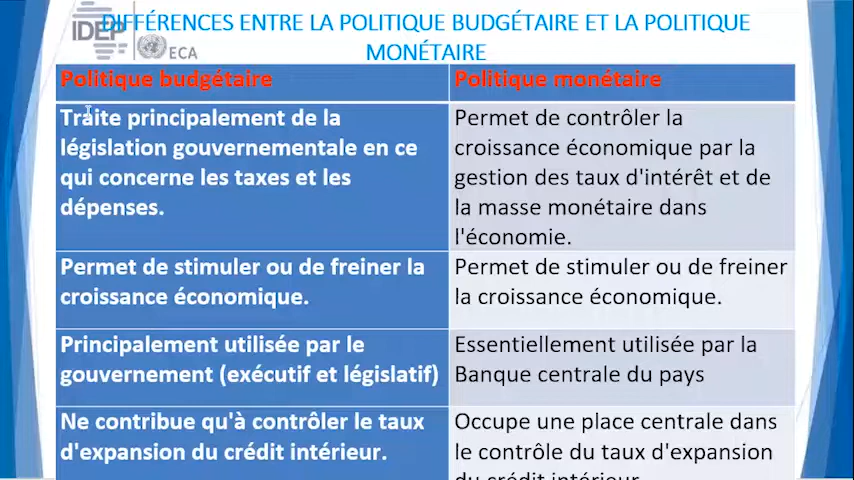 IDEP
ECA
DIFFÉRENCES ENTRE LA POLITIQUE BUDGÉTAIRE ET LA POLITIQUE
MONÉTAIRE
Politique budgétaire
Politique monétaire
Traite principalement de la
législation gouvernementale en ce
qui concerne les taxes et les
dépenses.
Permet de contrôler la
croissance économique par la
gestion des taux d'intérêt et de
la masse monétaire dans
l'économie.
Permet de stimuler ou de freiner la
croissance économique.
Permet de stimuler ou de freiner
la croissance économique.
Principalement utilisée par le
gouvernement (exécutif et législatif)
Essentiellement utilisée par la
Banque centrale du pays
Ne contribue qu'à contrôler le taux
d'expansion du crédit intérieur.
Occupe une place centrale dans
le contrôle du taux d'expansion
du crédit intérieur